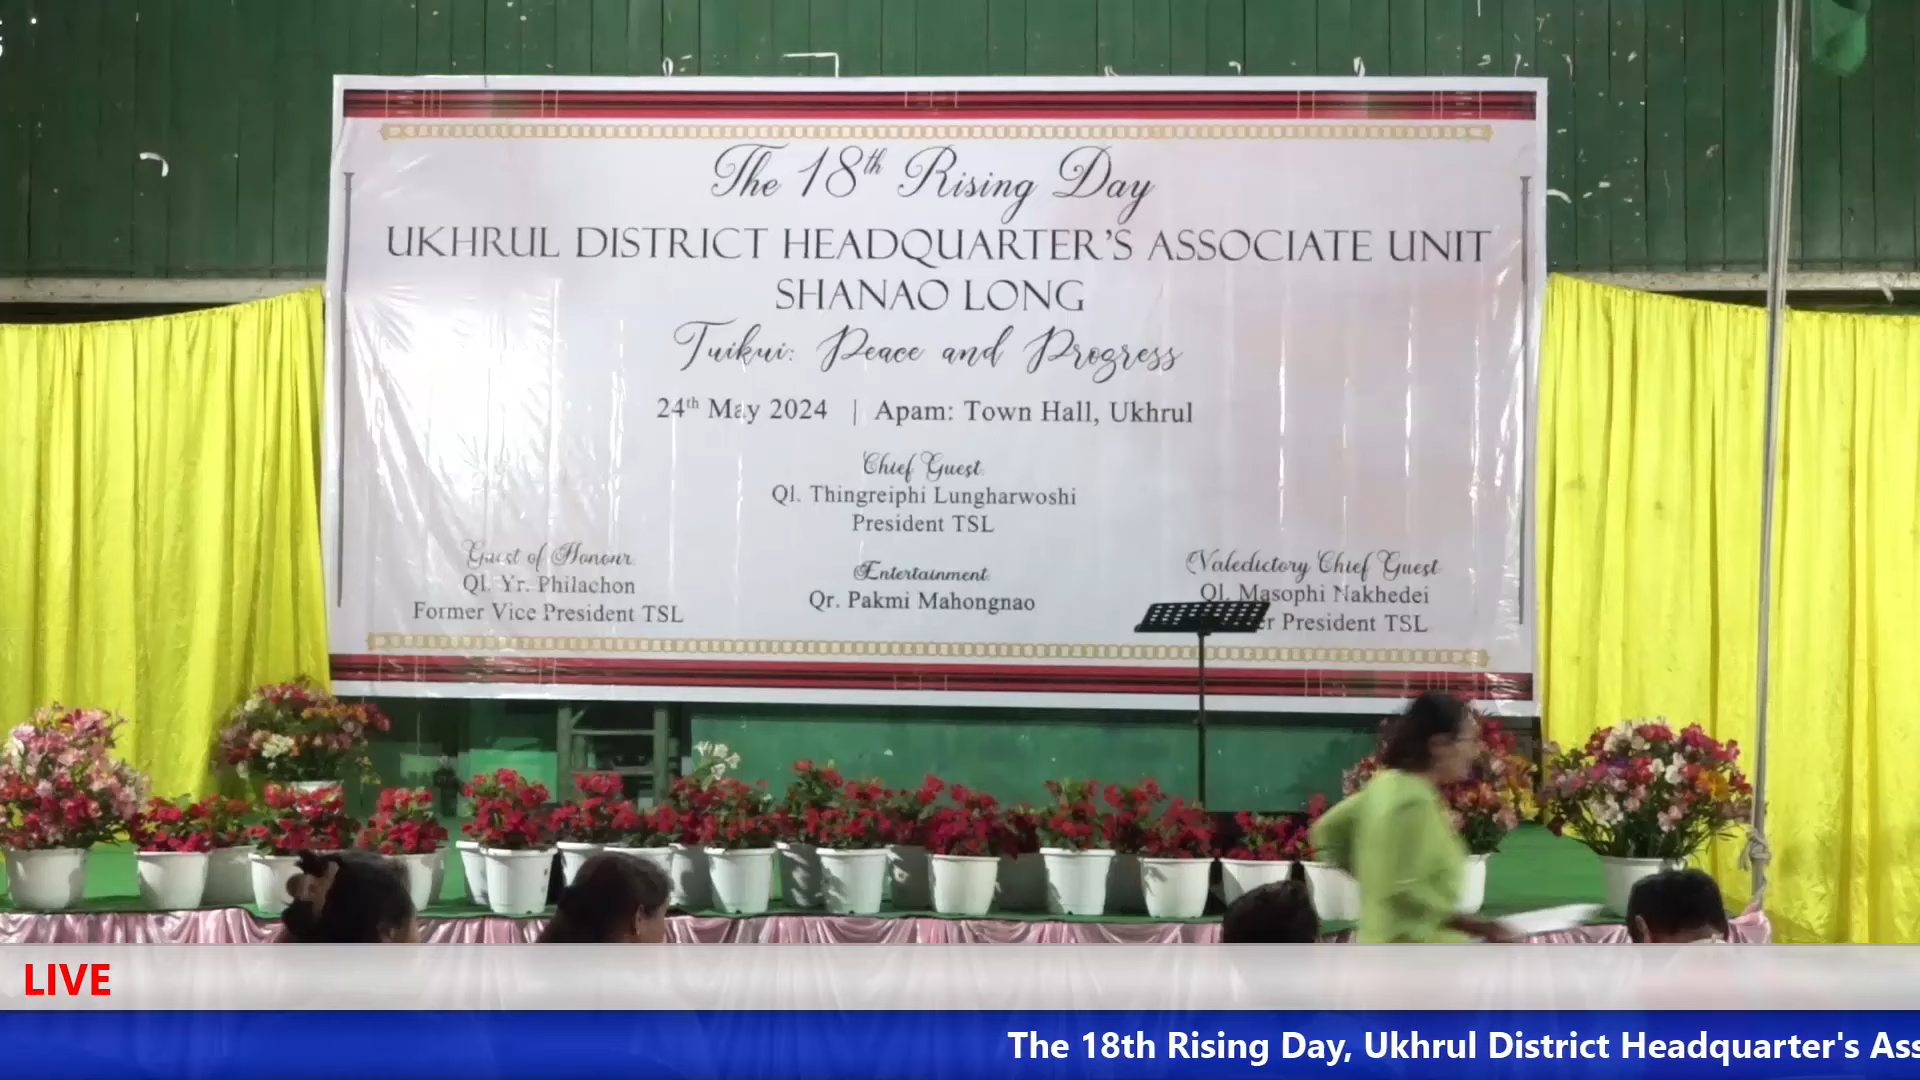 The 18th Rising Day
UKHRUL DISTRICT HEADQUARTER'S ASSOCIATE UNIT
SHANAO LONG
Tuikui: Peace and Progress
24th May 2024 | Apam: Town Hall, Ukhrul
Chief Guest
Ql. Thingreiphi Lungharwoshi
President TSL
Guest of Honour
Ql. Yr. Philachon
Former Vice President TSL
Entertainment
Qr. Pakmi Mahongnao
Valedictory Chief Guest
Ql. Masophi Nakhedei
President TSL
LIVE
The 18th Rising Day, Ukhrul District Headquarter's Ass